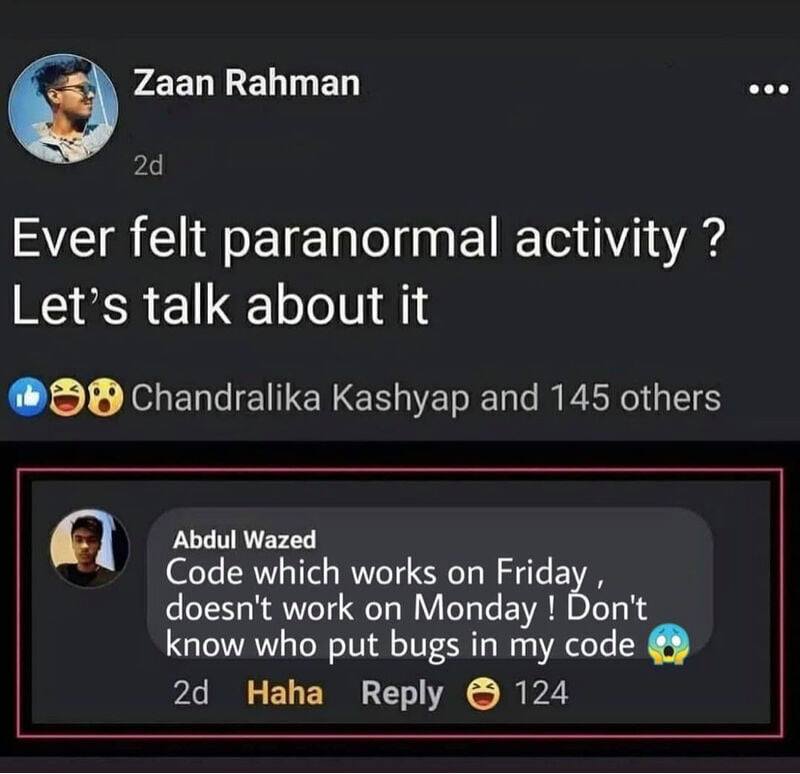 Zaan Rahman
2d
Ever felt paranormal activity ?
Let's talk about it
Chandralika Kashyap and 145 others
Abdul Wazed
Code which works on Friday ,
doesn't work on Monday ! Don't
know who put bugs in my code 😱
2d Haha Reply 😆 124